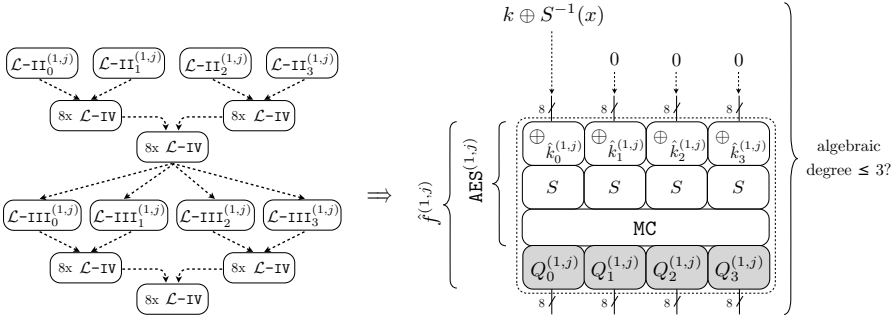 k ⊕ S⁻¹(x)
0 0 0
𝓛-II₀^(1,j) 𝓛-II₁^(1,j) 𝓛-II₂^(1,j) 𝓛-II₃^(1,j)
8x 𝓛-IV 8x 𝓛-IV
8x 𝓛-IV
𝓛-III₀^(1,j) 𝓛-III₁^(1,j) 𝓛-III₂^(1,j) 𝓛-III₃^(1,j)
8x 𝓛-IV 8x 𝓛-IV
8x 𝓛-IV
⇒
f̂^(1,j)
AES^(1,j)
8 8 8 8
⊕ k̂₀^(1,j) ⊕ k̂₁^(1,j) ⊕ k̂₂^(1,j) ⊕ k̂₃^(1,j)
S S S S
MC
Q₀^(1,j) Q₁^(1,j) Q₂^(1,j) Q₃^(1,j)
8 8 8 8
algebraic
degree ≤ 3?